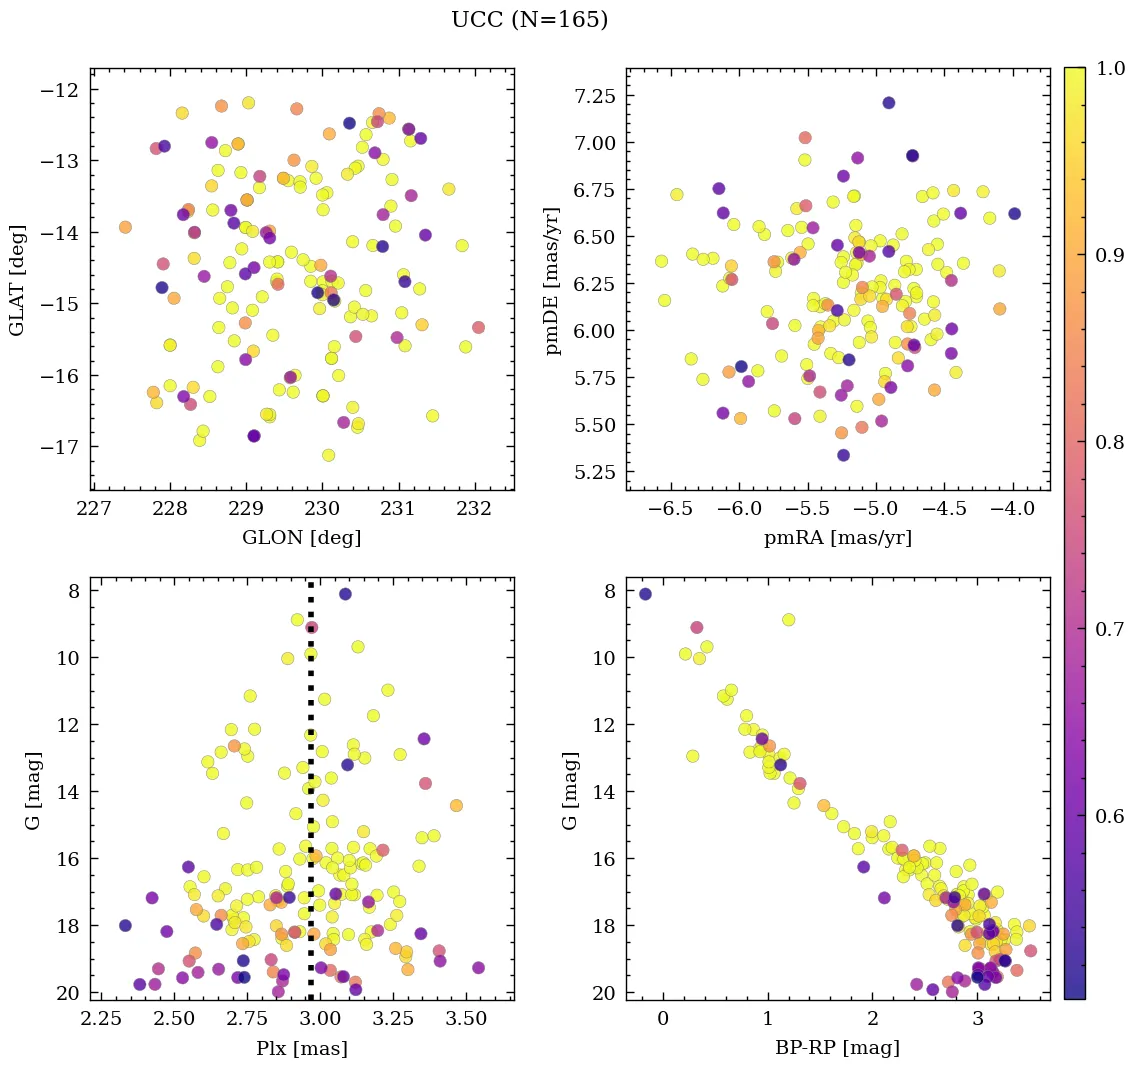 UCC (N=165)
−12
−13
−14
−15
−16
−17
GLAT [deg]
227 228 229 230 231 232
GLON [deg]
7.25
7.00
6.75
6.50
6.25
6.00
5.75
5.50
5.25
pmDE [mas/yr]
−6.5 −6.0 −5.5 −5.0 −4.5 −4.0
pmRA [mas/yr]
8
10
12
14
16
18
20
G [mag]
2.25 2.50 2.75 3.00 3.25 3.50
Plx [mas]
8
10
12
14
16
18
20
G [mag]
0 1 2 3
BP-RP [mag]
1.0
0.9
0.8
0.7
0.6